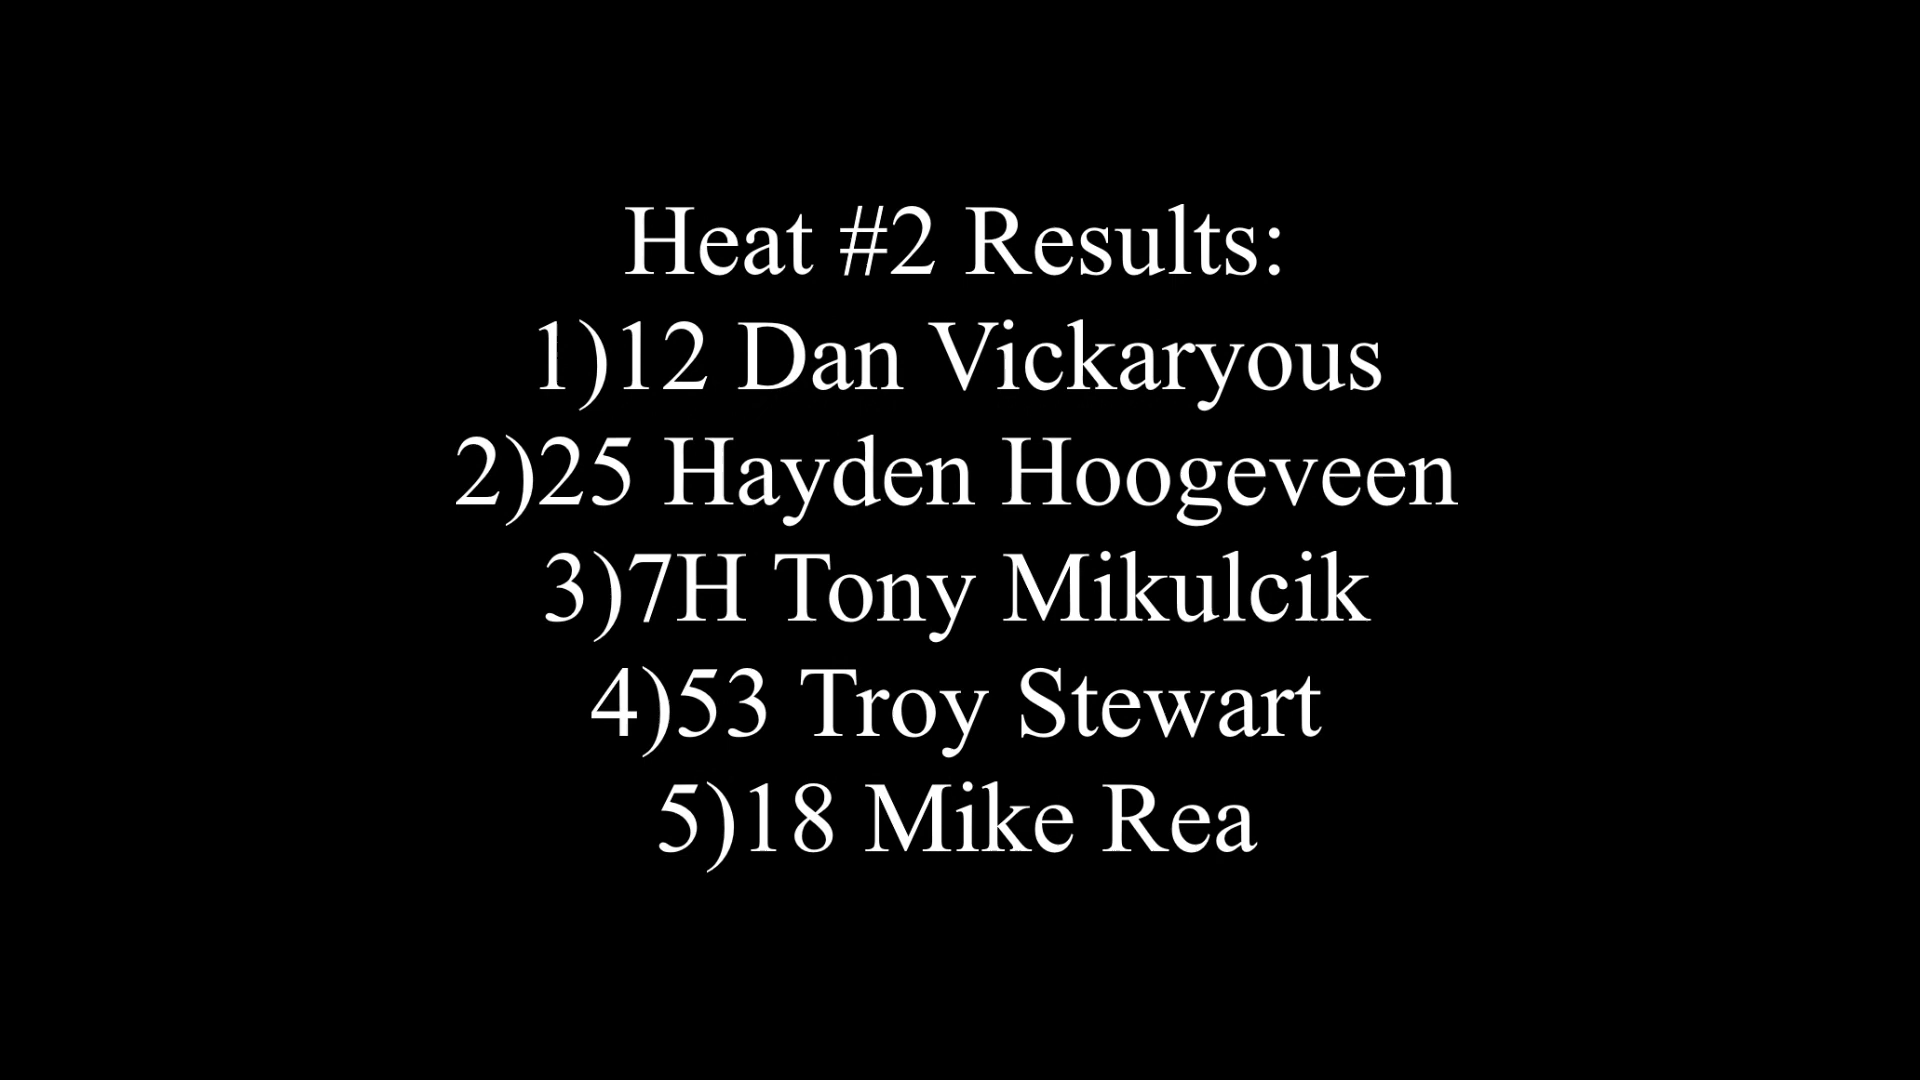 Heat #2 Results:
1)12 Dan Vickaryous
2)25 Hayden Hoogeveen
3)7H Tony Mikulcik
4)53 Troy Stewart
5)18 Mike Rea